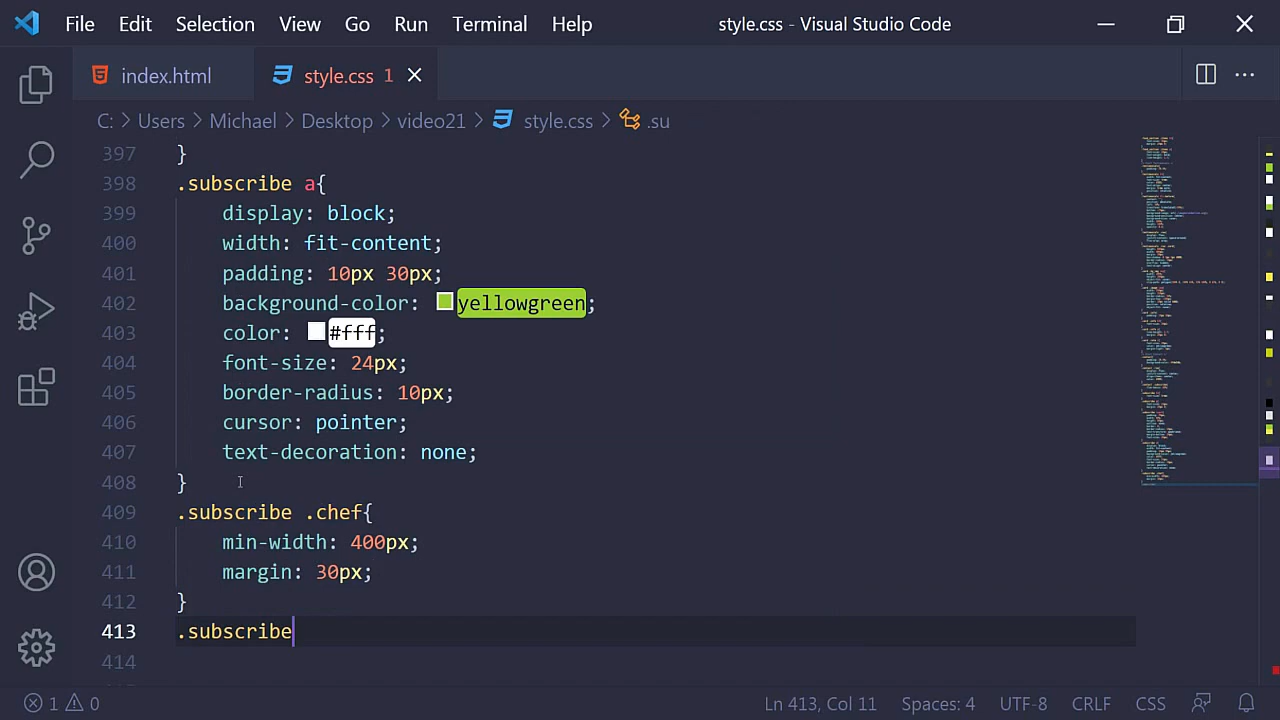 File Edit Selection View Go Run Terminal Help style.css - Visual Studio Code
index.html style.css 1
C: > Users > Michael > Desktop > video21 > style.css > .su
397 }
398 .subscribe a{
399 display: block;
400 width: fit-content;
401 padding: 10px 30px;
402 background-color: yellowgreen;
403 color: #fff;
404 font-size: 24px;
405 border-radius: 10px;
406 cursor: pointer;
407 text-decoration: none;
408 }
409 .subscribe .chef{
410 min-width: 400px;
411 margin: 30px;
412 }
413 .subscribe
414
1 0 Ln 413, Col 11 Spaces: 4 UTF-8 CRLF CSS